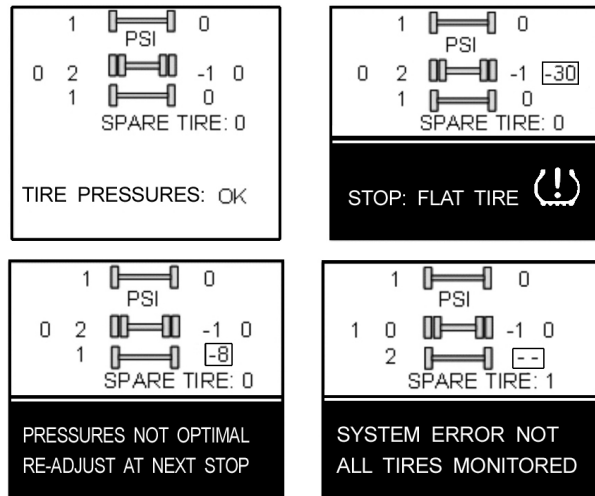 1 0
PSI
0 2 -1 0
1 0
SPARE TIRE: 0
TIRE PRESSURES: OK
1 0
PSI
0 2 -1 -30
1 0
SPARE TIRE: 0
STOP: FLAT TIRE
1 0
PSI
0 2 -1 0
1 -8
SPARE TIRE: 0
PRESSURES NOT OPTIMAL
RE-ADJUST AT NEXT STOP
1 0
PSI
1 0 -1 0
2 --
SPARE TIRE: 1
SYSTEM ERROR NOT
ALL TIRES MONITORED